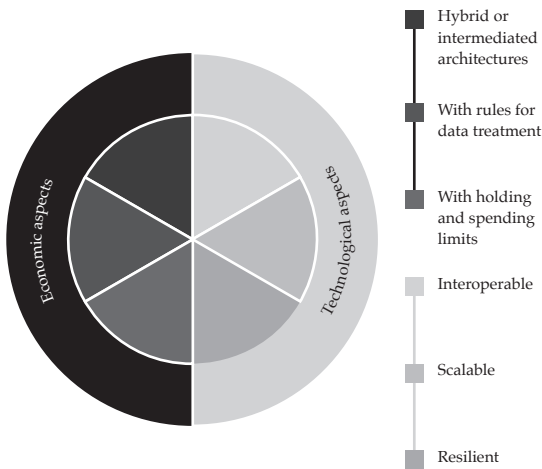 Economic aspects
Technological aspects
Hybrid or
intermediated
architectures
With rules for
data treatment
With holding
and spending
limits
Interoperable
Scalable
Resilient